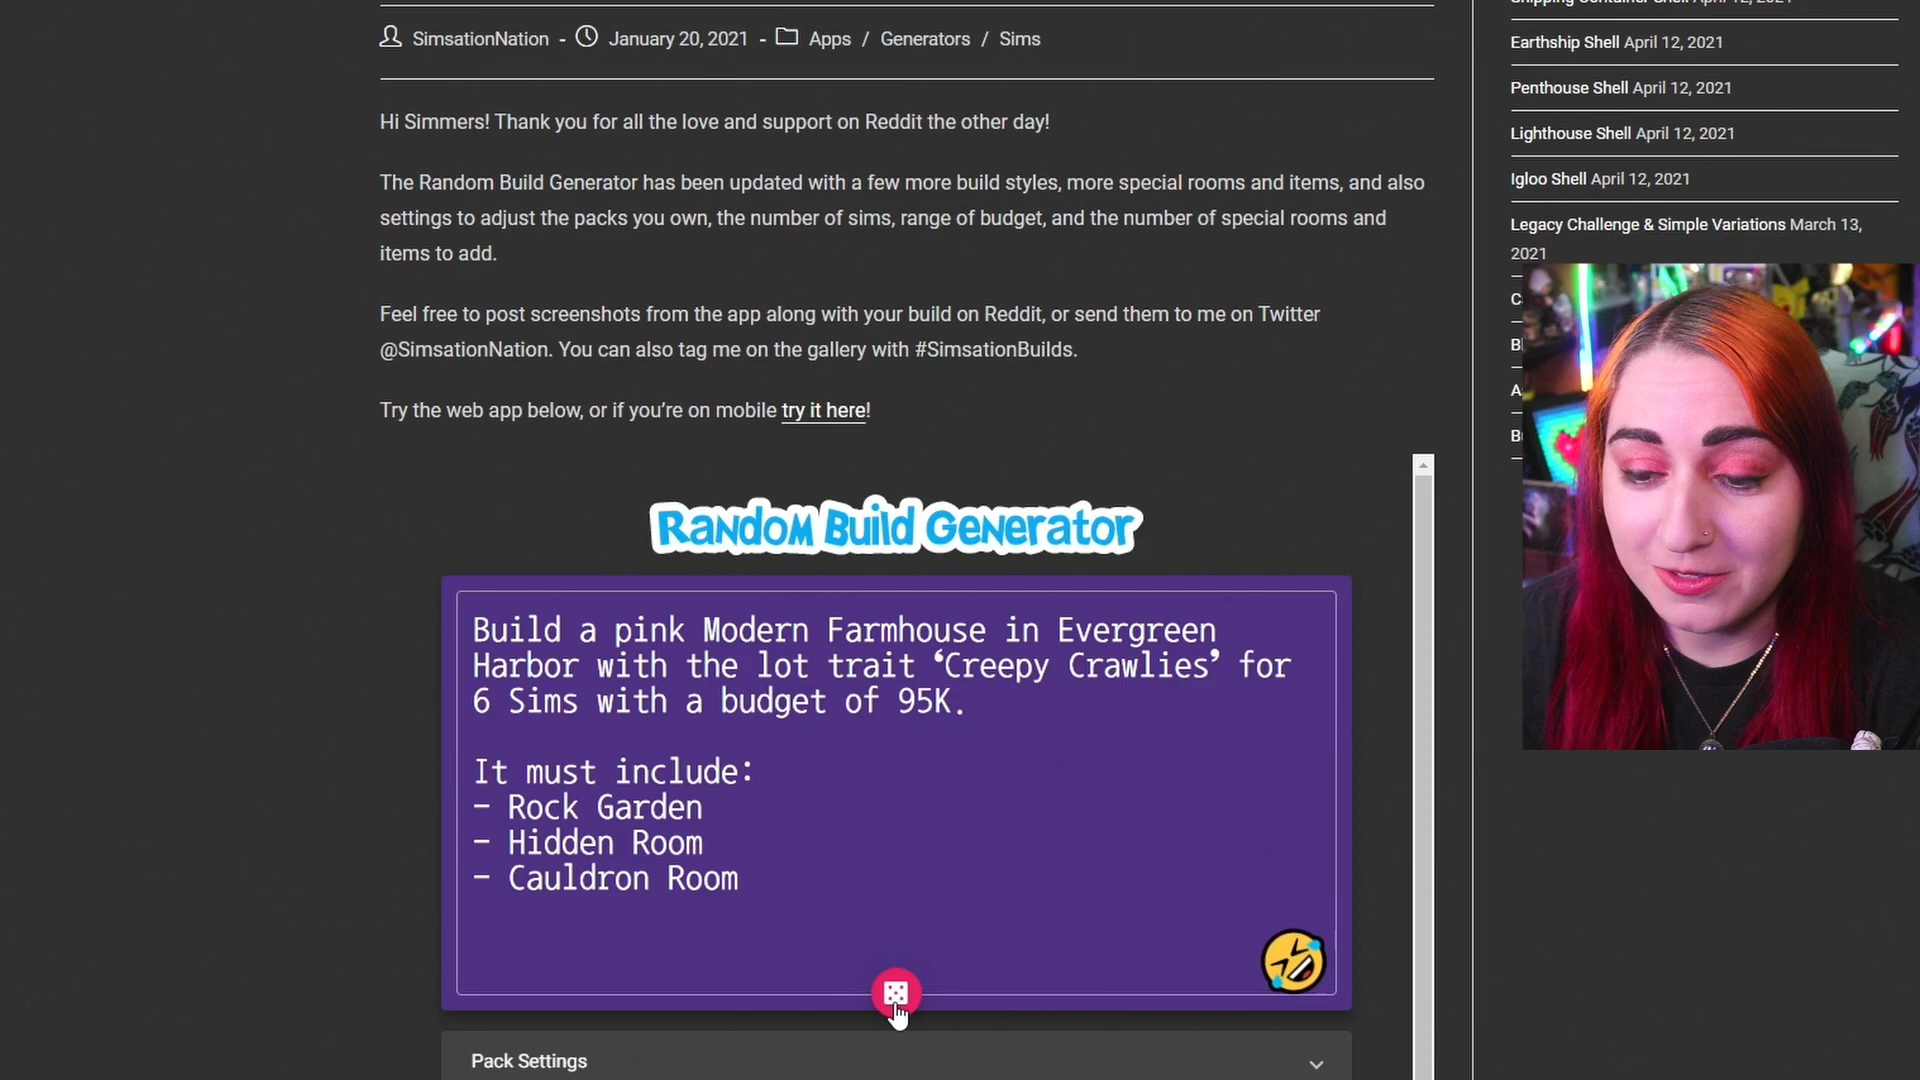 SimsationNation - January 20, 2021 - Apps / Generators / Sims
Hi Simmers! Thank you for all the love and support on Reddit the other day!
The Random Build Generator has been updated with a few more build styles, more special rooms and items, and also
settings to adjust the packs you own, the number of sims, range of budget, and the number of special rooms and
items to add.
Feel free to post screenshots from the app along with your build on Reddit, or send them to me on Twitter
@SimsationNation. You can also tag me on the gallery with #SimsationBuilds.
Try the web app below, or if you're on mobile try it here!
Random Build Generator
Build a pink Modern Farmhouse in Evergreen
Harbor with the lot trait ‘Creepy Crawlies’ for
6 Sims with a budget of 95K.
It must include:
- Rock Garden
- Hidden Room
- Cauldron Room
Pack Settings
Shipping Container Shell April 12, 2021
Earthship Shell April 12, 2021
Penthouse Shell April 12, 2021
Lighthouse Shell April 12, 2021
Igloo Shell April 12, 2021
Legacy Challenge & Simple Variations March 13,
2021